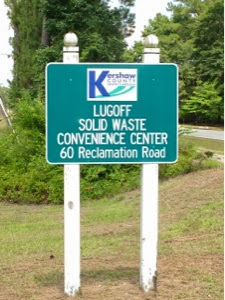 Kershaw
COUNTY
LUGOFF
SOLID WASTE
CONVENIENCE CENTER
60 Reclamation Road